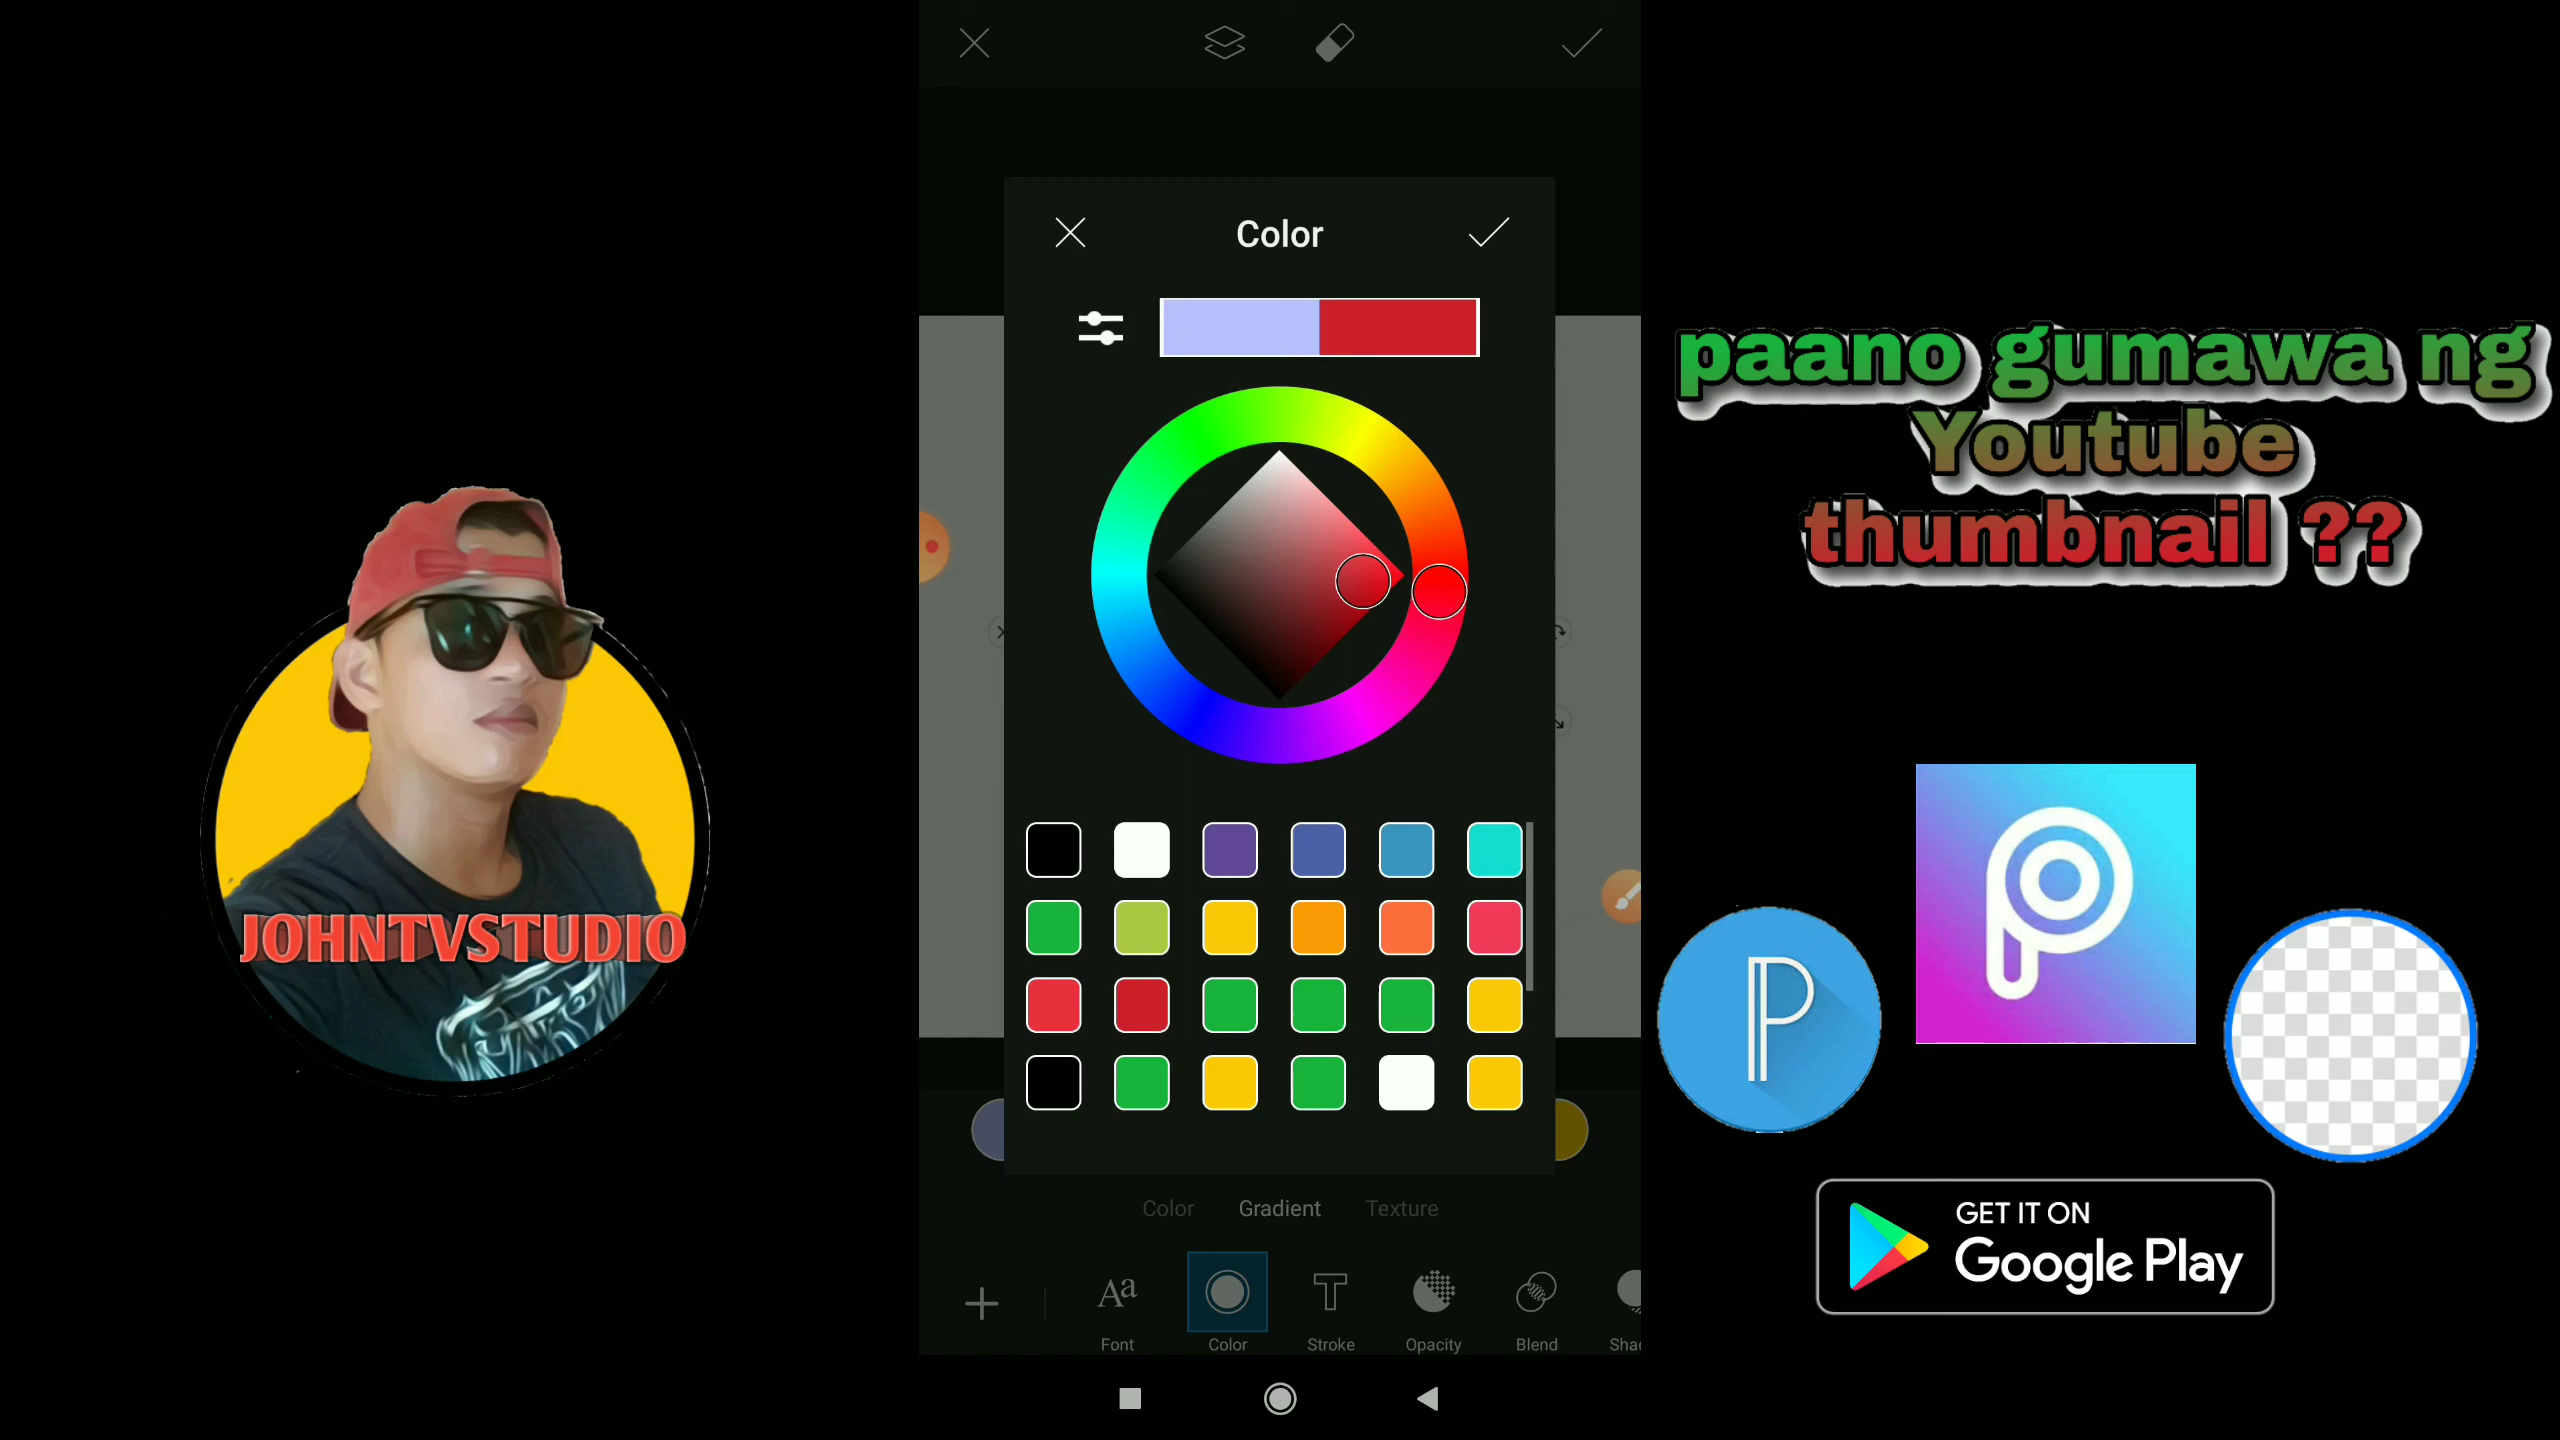 JOHNTVSTUDIO
Color
Color Gradient Texture
Font Color Stroke Opacity Blend Shad
paano gumawa ng
Youtube
thumbnail ??
GET IT ON
Google Play